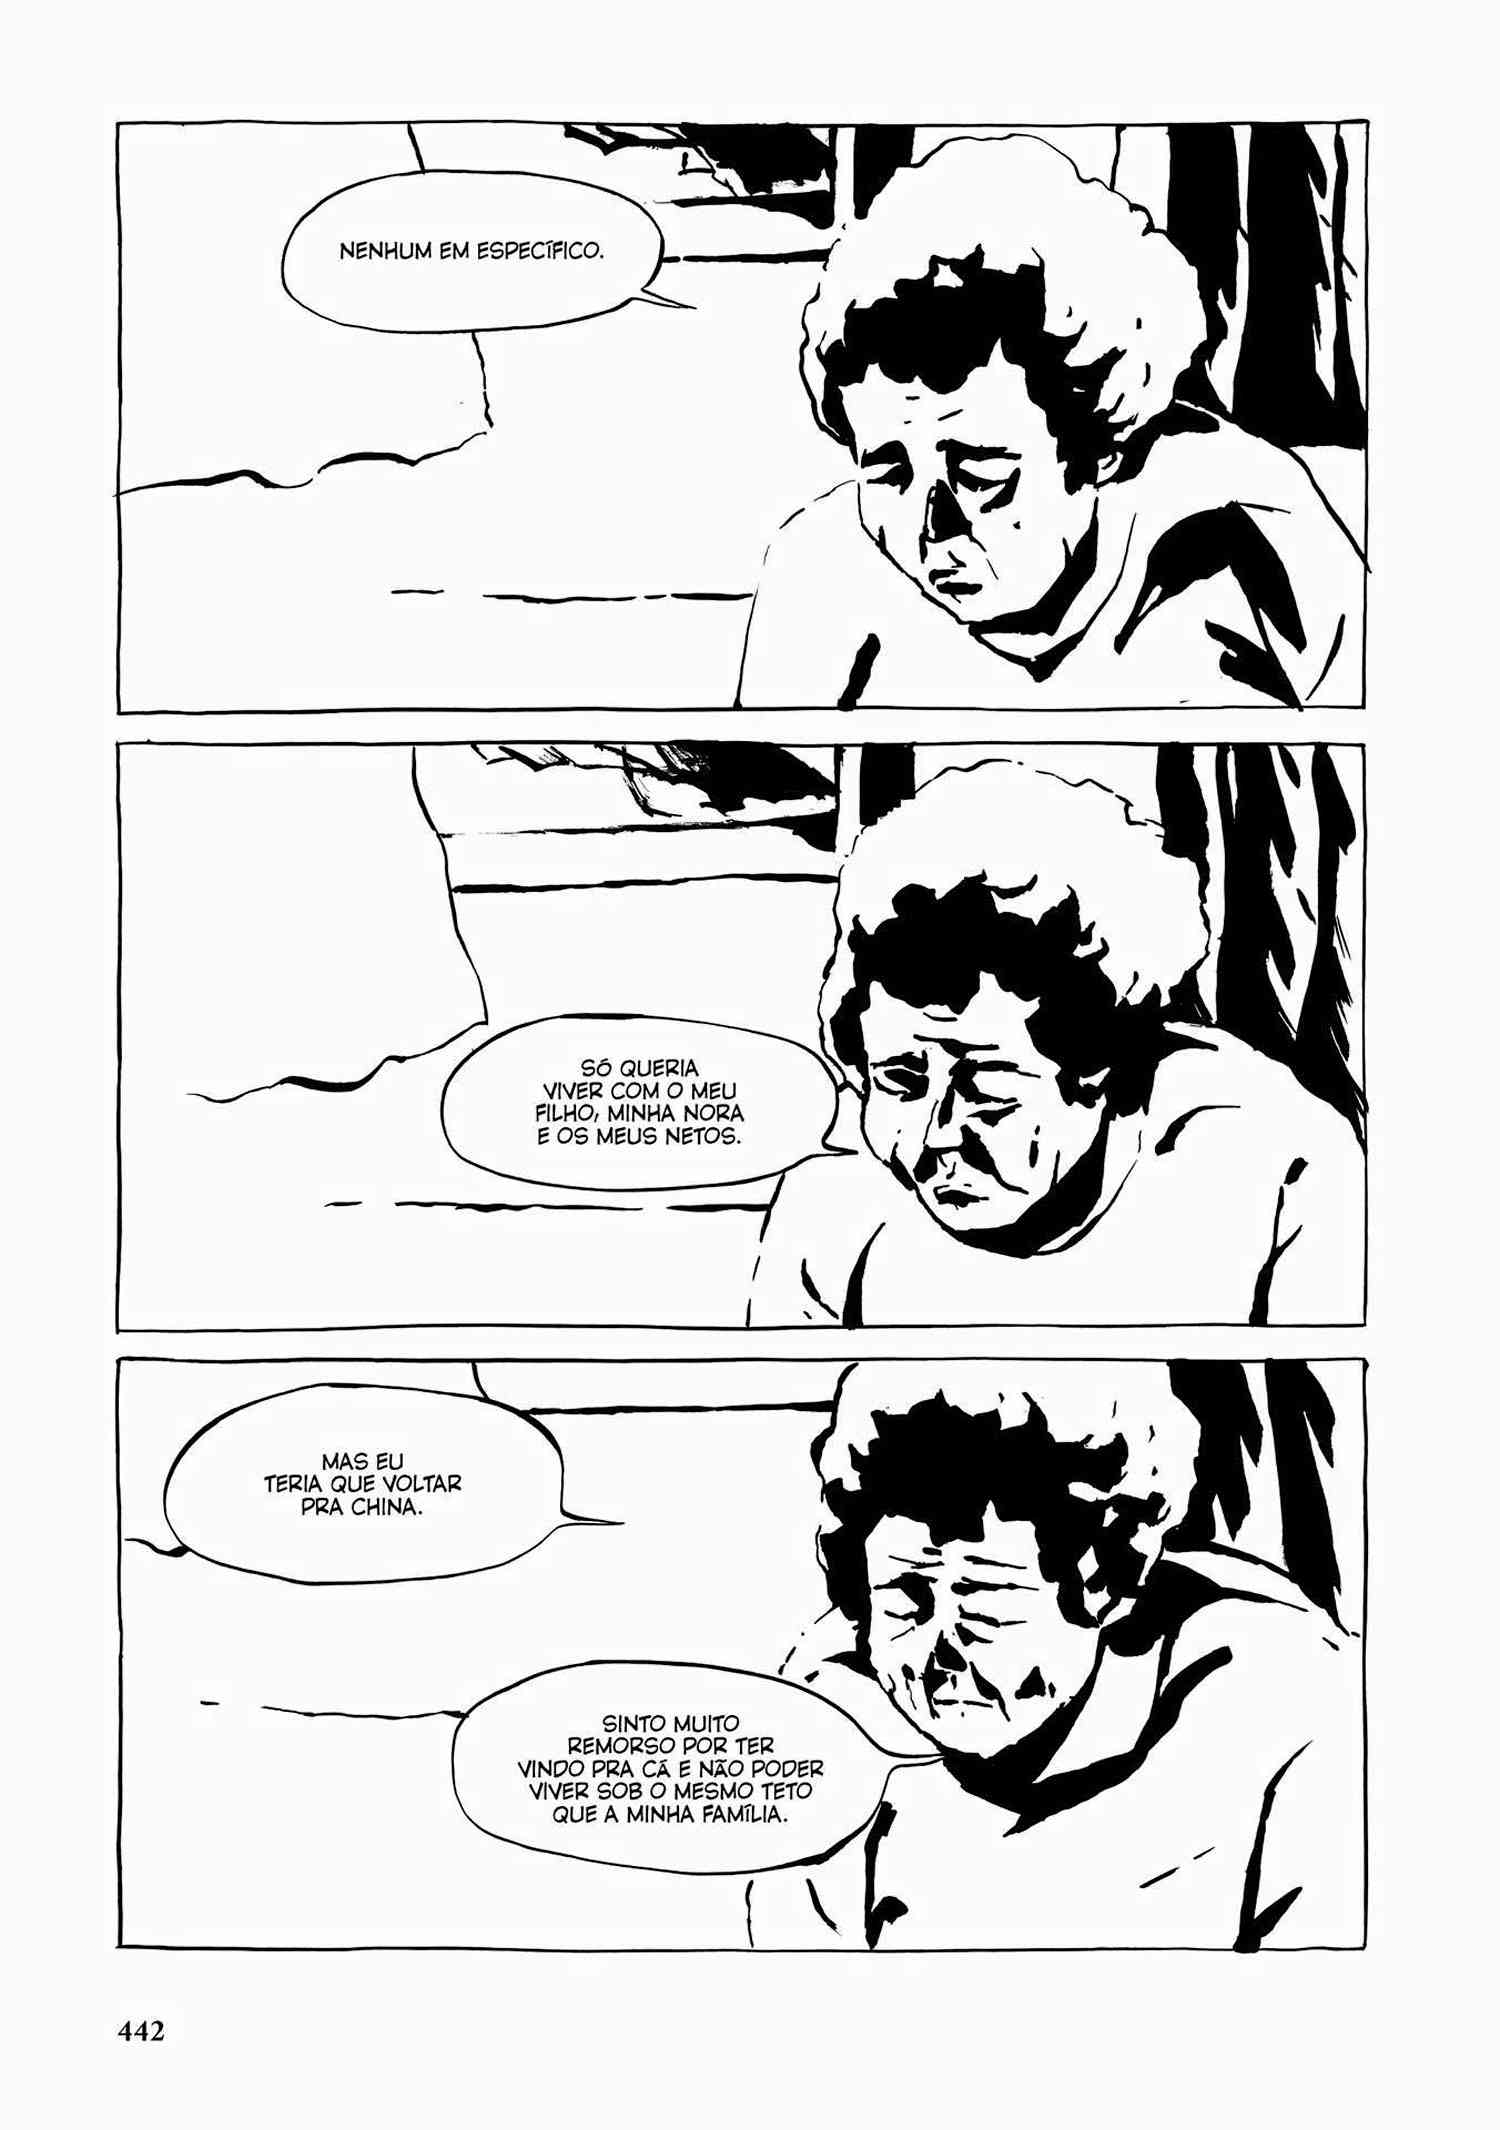 NENHUM EM ESPECÍFICO.
SÓ QUERIA
VIVER COM O MEU
FILHO, MINHA NORA
E OS MEUS NETOS.
MAS EU
TERIA QUE VOLTAR
PRA CHINA.
SINTO MUITO
REMORSO POR TER
VINDO PRA CÁ E NÃO PODER
VIVER SOB O MESMO TETO
QUE A MINHA FAMÍLIA.
442